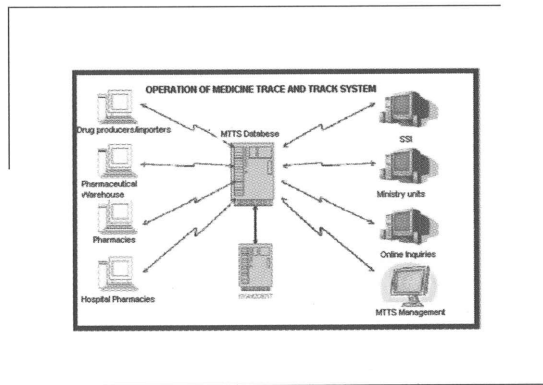 OPERATION OF MEDICINE TRACE AND TRACK SYSTEM
Drug producers/importers
MTTS Databese
SSI
Pharmaceutical
Warehouse
Ministry units
Pharmacies
Online Inquiries
Hospital Pharmacies
MTTS Management